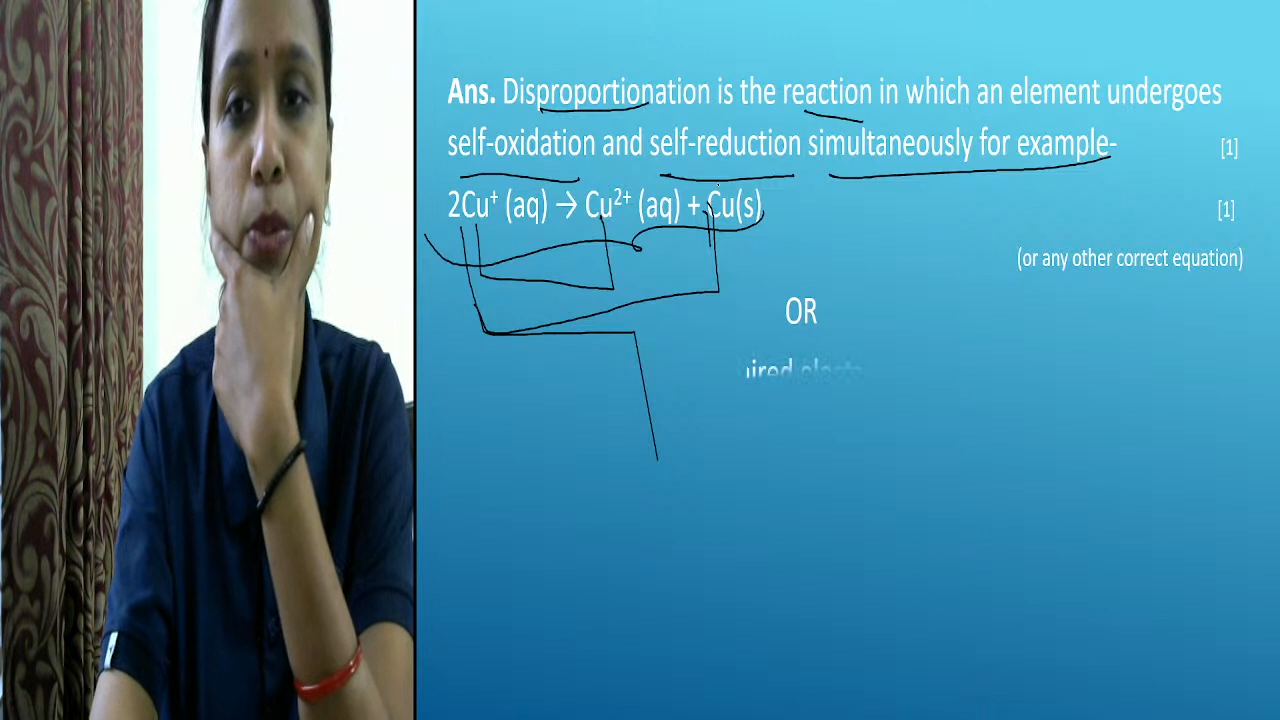 Ans. Disproportionation is the reaction in which an element undergoes
self-oxidation and self-reduction simultaneously for example- [1]
2Cu⁺ (aq) → Cu²⁺ (aq) + Cu(s) [1]
(or any other correct equation)
OR